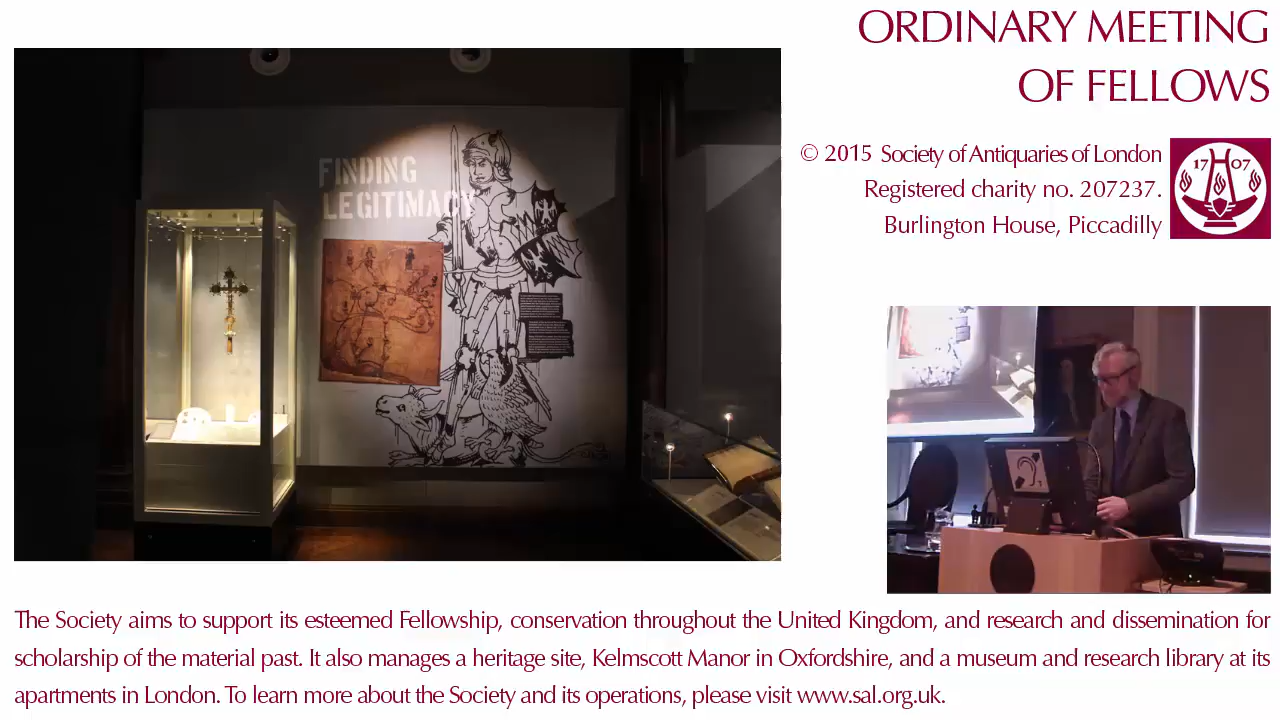 ORDINARY MEETING
OF FELLOWS
© 2015 Society of Antiquaries of London
Registered charity no. 207237.
Burlington House, Piccadilly
17 07
FINDING
LEGITIMACY
The Society aims to support its esteemed Fellowship, conservation throughout the United Kingdom, and research and dissemination for
scholarship of the material past. It also manages a heritage site, Kelmscott Manor in Oxfordshire, and a museum and research library at its
apartments in London. To learn more about the Society and its operations, please visit www.sal.org.uk.